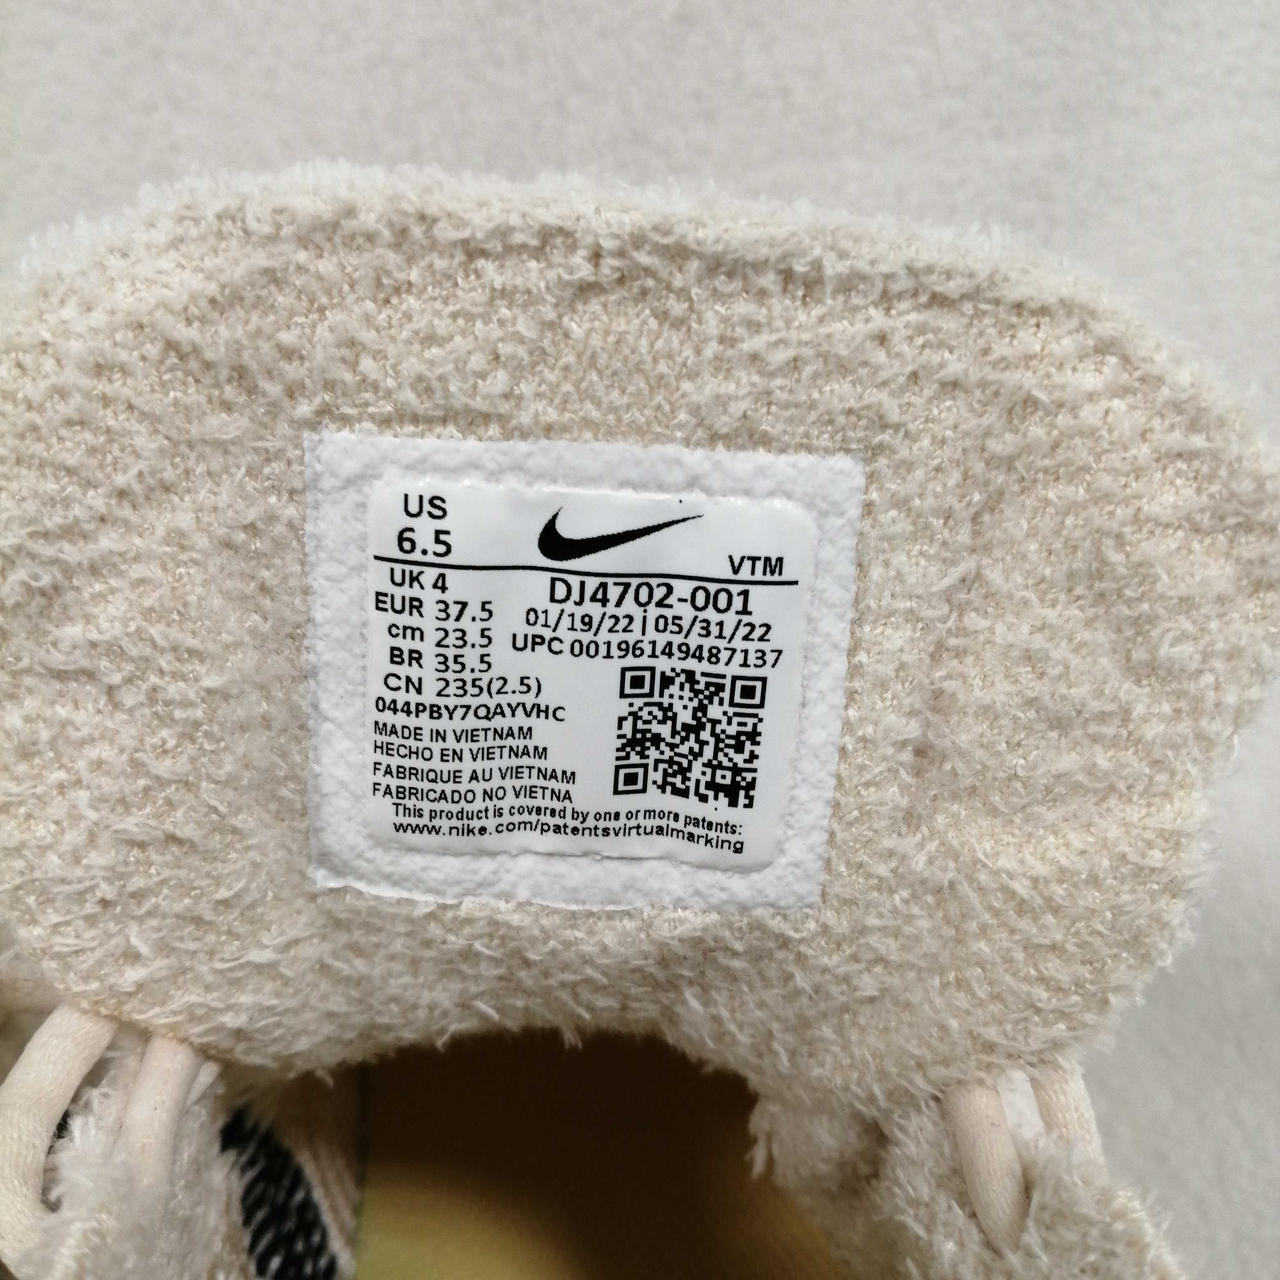 US
6.5
VTM
UK 4
EUR 37.5
cm 23.5
BR 35.5
CN 235(2.5)
DJ4702-001
01/19/22 | 05/31/22
UPC 00196149487137
044PBY7QAYVHC
MADE IN VIETNAM
HECHO EN VIETNAM
FABRIQUE AU VIETNAM
FABRICADO NO VIETNA
This product is covered by one or more patents:
www.nike.com/patentsvirtualmarking